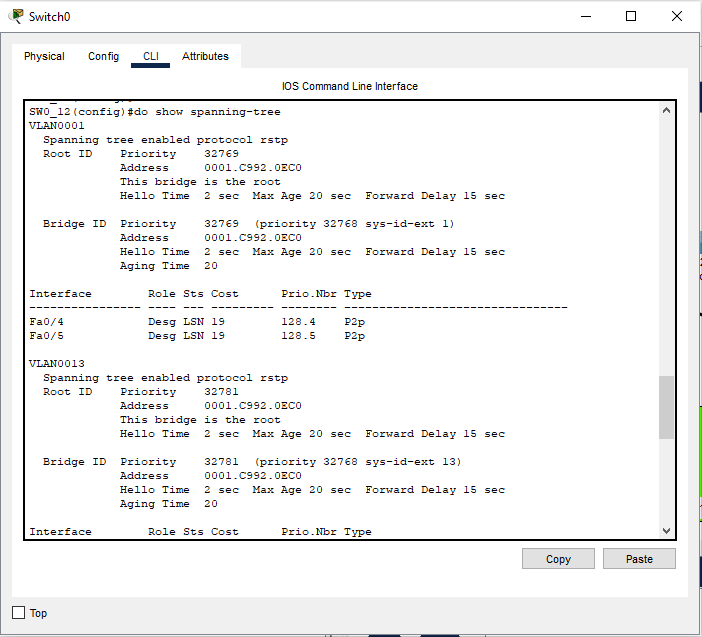 Switch0
Physical Config CLI Attributes
IOS Command Line Interface
SW0_12(config)#do show spanning-tree
VLAN0001
  Spanning tree enabled protocol rstp
  Root ID    Priority    32769
             Address     0001.C992.0EC0
             This bridge is the root
             Hello Time  2 sec  Max Age 20 sec  Forward Delay 15 sec

  Bridge ID  Priority    32769  (priority 32768 sys-id-ext 1)
             Address     0001.C992.0EC0
             Hello Time  2 sec  Max Age 20 sec  Forward Delay 15 sec
             Aging Time  20

Interface        Role Sts Cost      Prio.Nbr Type
---------------- ---- --- --------- -------- --------------------------------
Fa0/4            Desg LSN 19        128.4    P2p
Fa0/5            Desg LSN 19        128.5    P2p

VLAN0013
  Spanning tree enabled protocol rstp
  Root ID    Priority    32781
             Address     0001.C992.0EC0
             This bridge is the root
             Hello Time  2 sec  Max Age 20 sec  Forward Delay 15 sec

  Bridge ID  Priority    32781  (priority 32768 sys-id-ext 13)
             Address     0001.C992.0EC0
             Hello Time  2 sec  Max Age 20 sec  Forward Delay 15 sec
             Aging Time  20

Interface        Role Sts Cost      Prio.Nbr Type
Copy Paste
Top